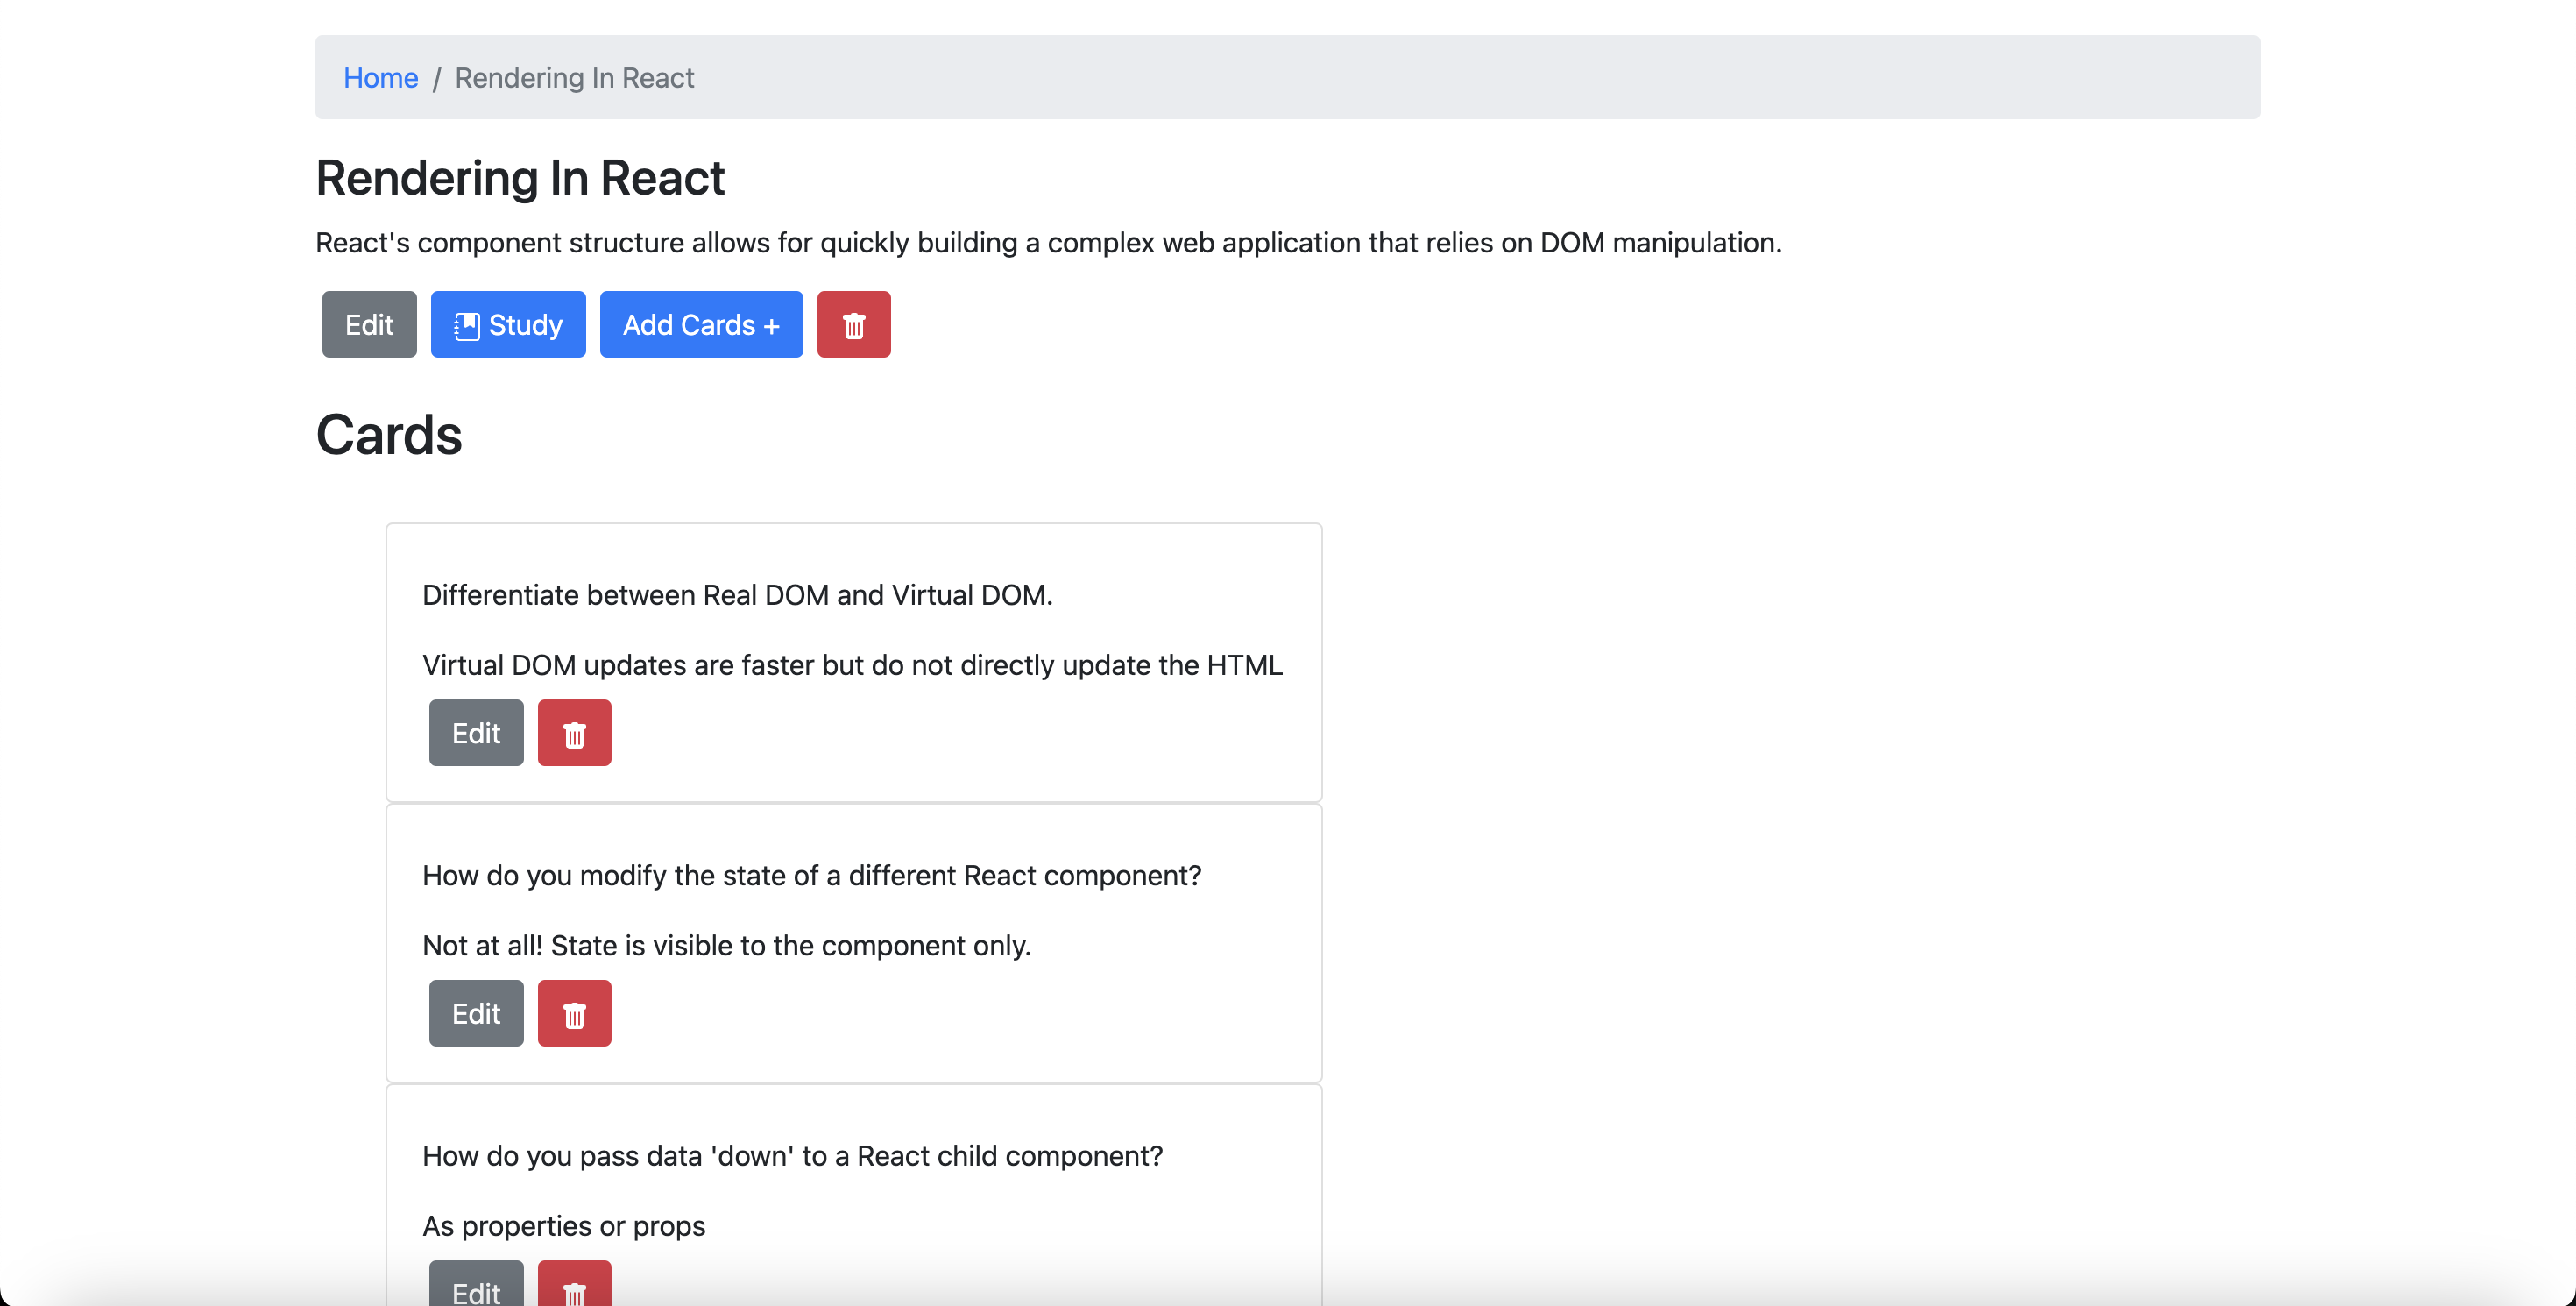 Home / Rendering In React
Rendering In React
React's component structure allows for quickly building a complex web application that relies on DOM manipulation.
Edit Study Add Cards +
Cards
Differentiate between Real DOM and Virtual DOM.
Virtual DOM updates are faster but do not directly update the HTML
Edit
How do you modify the state of a different React component?
Not at all! State is visible to the component only.
Edit
How do you pass data 'down' to a React child component?
As properties or props
Edit